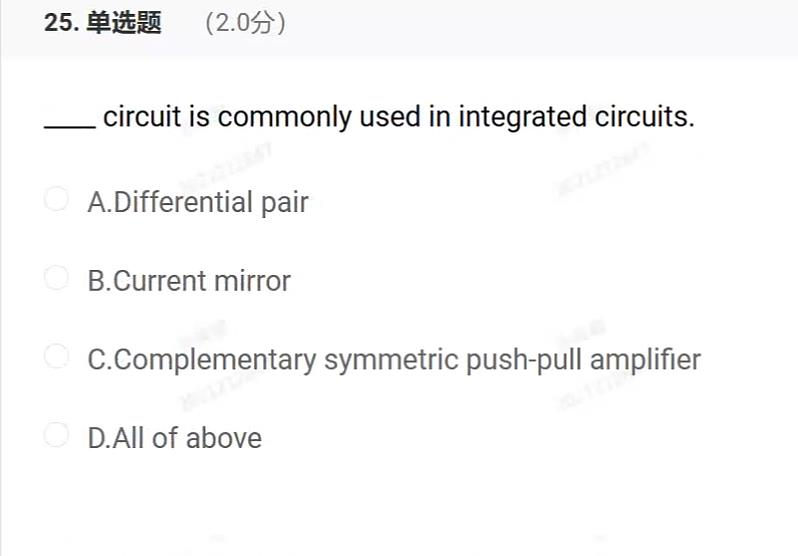 25. 单选题 (2.0分)
____ circuit is commonly used in integrated circuits.
A.Differential pair
B.Current mirror
C.Complementary symmetric push-pull amplifier
D.All of above